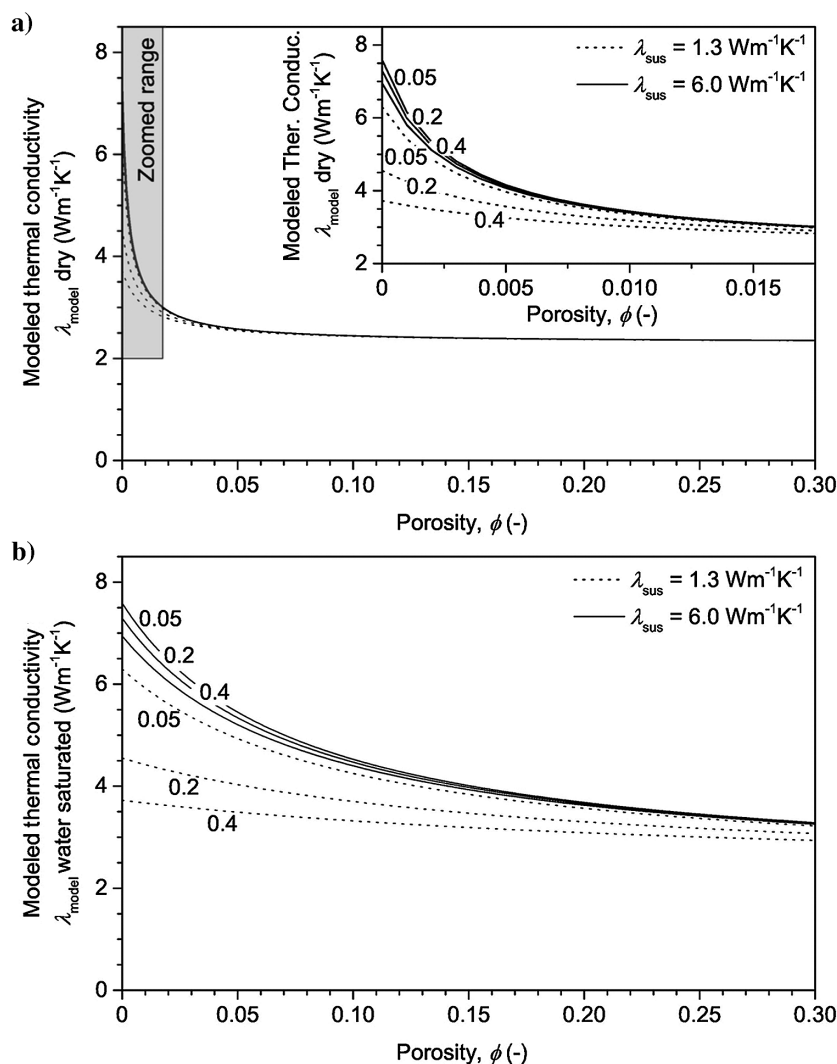 a)
Modeled thermal conductivity
λmodel dry (Wm⁻¹K⁻¹)
8
6
4
2
0
Zoomed range
Modeled Ther. Conduc.
λmodel dry (Wm⁻¹K⁻¹)
8
6
4
2
λsus = 1.3 Wm⁻¹K⁻¹
λsus = 6.0 Wm⁻¹K⁻¹
0.05
0.2
0.4
0.05
0.2
0.4
0 0.005 0.010 0.015
Porosity, ϕ (-)
0 0.05 0.10 0.15 0.20 0.25 0.30
Porosity, ϕ (-)
b)
Modeled thermal conductivity
λmodel water saturated (Wm⁻¹K⁻¹)
8
6
4
2
0
λsus = 1.3 Wm⁻¹K⁻¹
λsus = 6.0 Wm⁻¹K⁻¹
0.05
0.2
0.4
0.05
0.2
0.4
0 0.05 0.10 0.15 0.20 0.25 0.30
Porosity, ϕ (-)